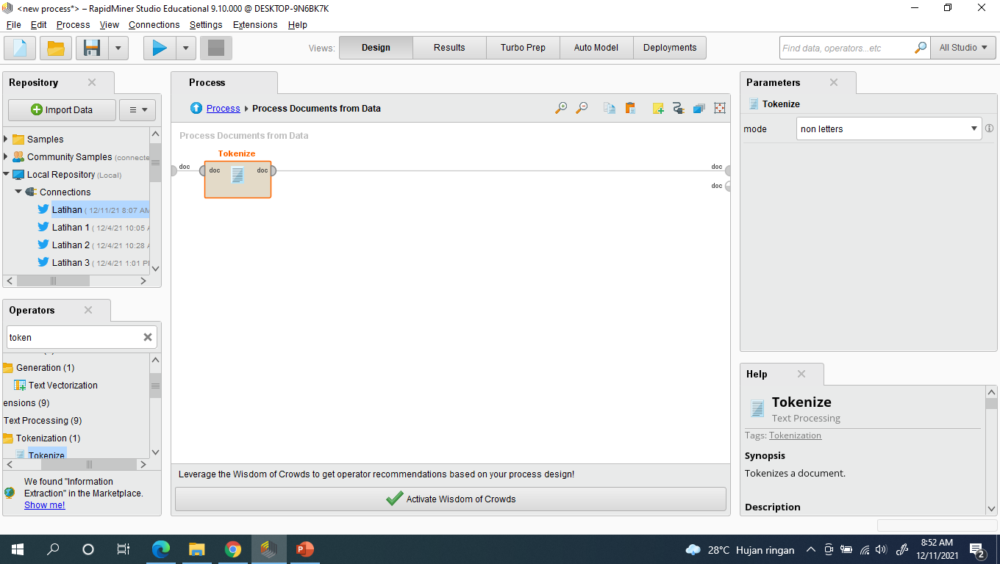 <new process*> – RapidMiner Studio Educational 9.10.000 @ DESKTOP-9N6BK7K
File Edit Process View Connections Settings Extensions Help
Views: Design Results Turbo Prep Auto Model Deployments
Find data, operators...etc All Studio
Repository
Import Data
Samples
Community Samples (connecte
Local Repository (Local)
Connections
Latihan ( 12/11/21 8:07 AM
Latihan 1 ( 12/4/21 10:05 A
Latihan 2 ( 12/4/21 10:28 A
Latihan 3 ( 12/4/21 1:01 PM
Operators
token
Generation (1)
Text Vectorization
ensions (9)
Text Processing (9)
Tokenization (1)
Tokenize
We found "Information
Extraction" in the Marketplace.
Show me!
Process
Process Process Documents from Data
Process Documents from Data
Tokenize
doc doc doc doc
doc
Leverage the Wisdom of Crowds to get operator recommendations based on your process design!
Activate Wisdom of Crowds
Parameters
Tokenize
mode non letters
Help
Tokenize
Text Processing
Tags: Tokenization
Synopsis
Tokenizes a document.
Description
28°C Hujan ringan
8:52 AM
12/11/2021
2